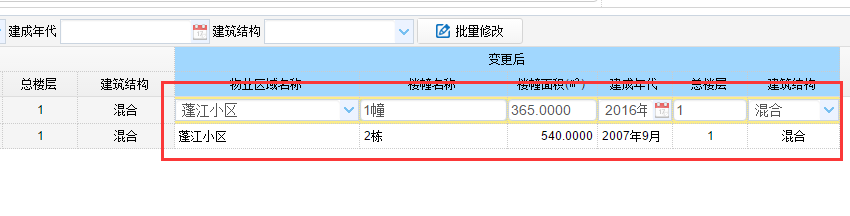 建成年代 建筑结构 批量修改
变更后
总楼层 建筑结构 物业区域名称 楼幢名称 楼幢面积(㎡) 建成年代 总楼层 建筑结构
1 混合 蓬江小区 1幢 365.0000 2016年 1 混合
1 混合 蓬江小区 2栋 540.0000 2007年9月 1 混合